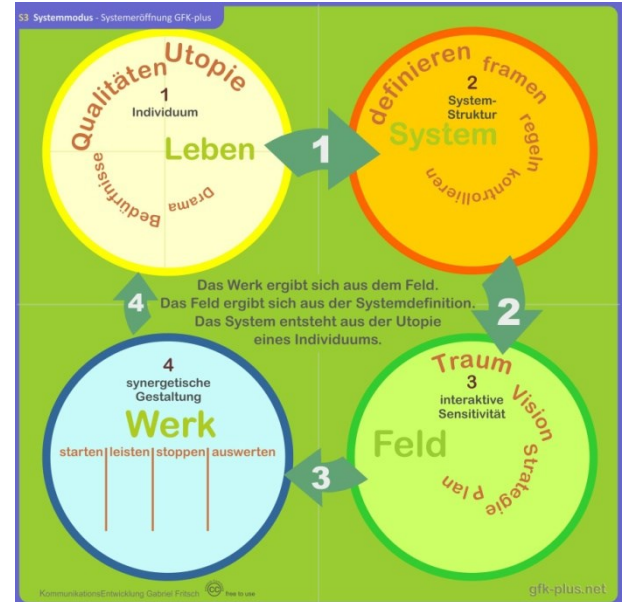 S3 Systemmodus - Systemeröffnung GFK-plus
Utopie
Qualitäten
Bedürfnisse
Drama
1
Individuum
Leben
1
definieren
framen
regeln
kontrollieren
2
System-
Struktur
System
2
Das Werk ergibt sich aus dem Feld.
Das Feld ergibt sich aus der Systemdefinition.
Das System entsteht aus der Utopie
eines Individuums.
4
4
synergetische
Gestaltung
Werk
starten leisten stoppen auswerten
3
Traum
3
interaktive
Sensitivität
Vision
Strategie
Plan
Feld
KommunikationsEntwicklung Gabriel Fritsch cc free to use
gfk-plus.net